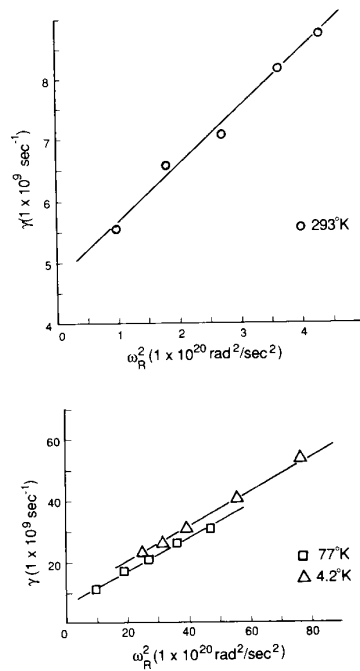 8
7
6
5
4
γ(1 x 10⁹ sec⁻¹)
293°K
0 1 2 3 4
ω_R² (1 x 10²⁰ rad²/sec²)
60
40
20
γ (1 x 10⁹ sec⁻¹)
77°K
4.2°K
0 20 40 60 80
ω_R² (1 x 10²⁰ rad²/sec²)